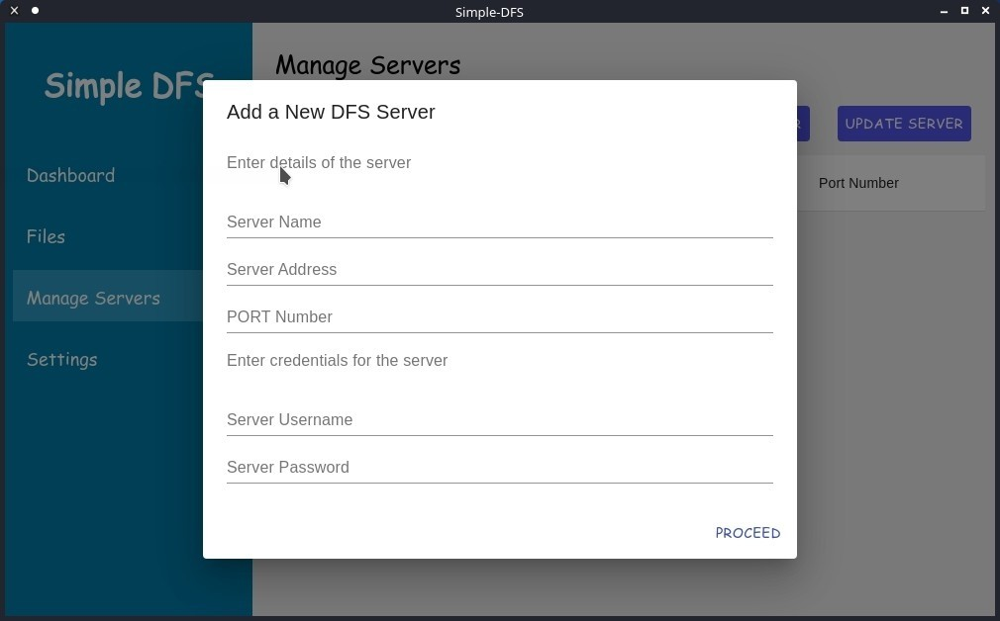 Simple-DFS
Simple DFS
Dashboard
Files
Manage Servers
Settings
Manage Servers
UPDATE SERVER
Port Number
Add a New DFS Server
Enter details of the server
Server Name
Server Address
PORT Number
Enter credentials for the server
Server Username
Server Password
PROCEED